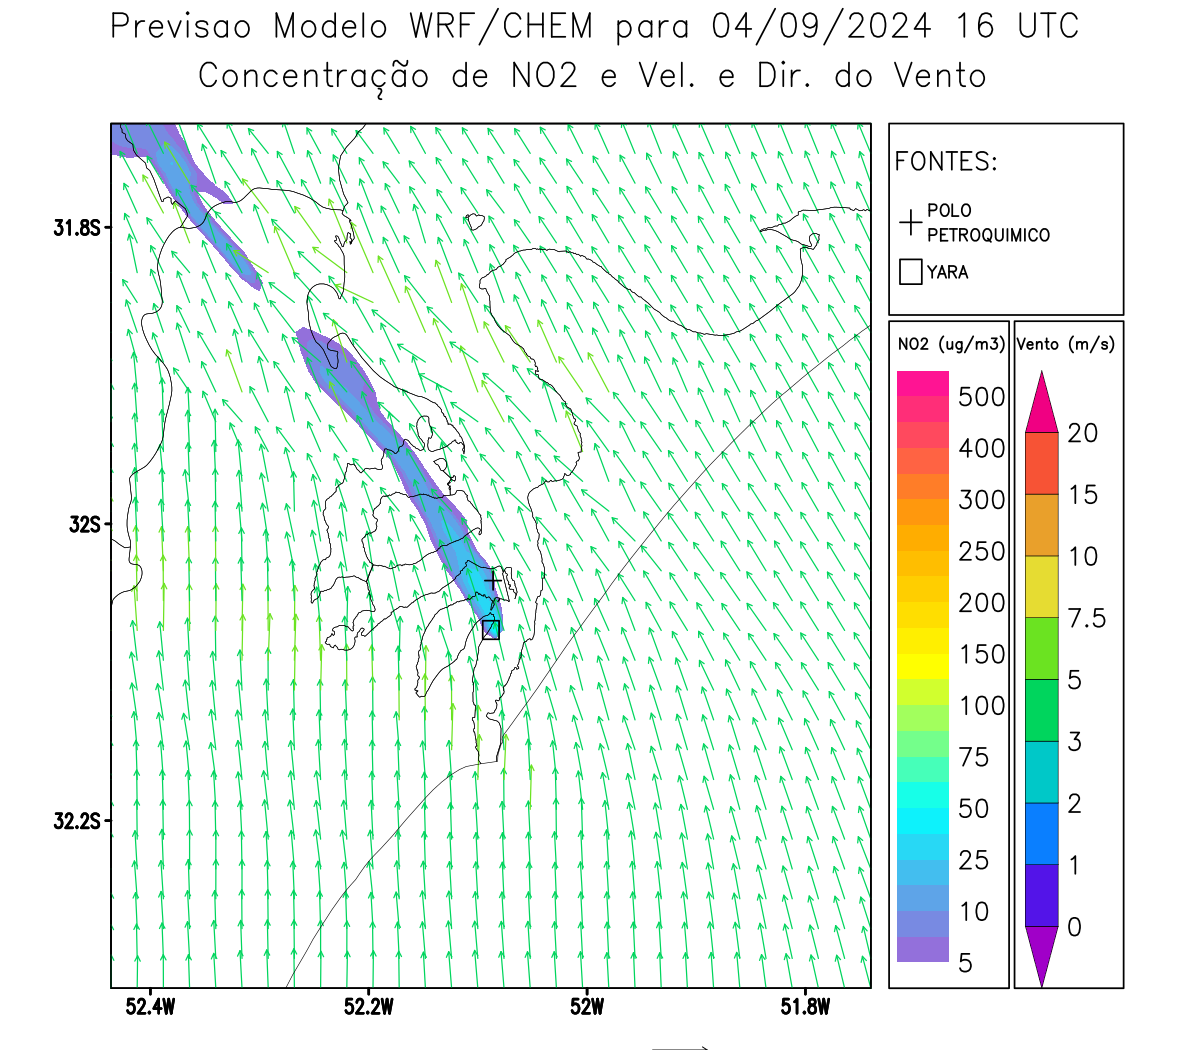 Previsao Modelo WRF/CHEM para 04/09/2024 16 UTC
Concentração de NO2 e Vel. e Dir. do Vento
FONTES:
POLO
PETROQUIMICO
YARA
NO2 (ug/m3)
500
400
300
250
200
150
100
75
50
25
10
5
Vento (m/s)
20
15
10
7.5
5
3
2
1
0
31.8S
32S
32.2S
52.4W 52.2W 52W 51.8W